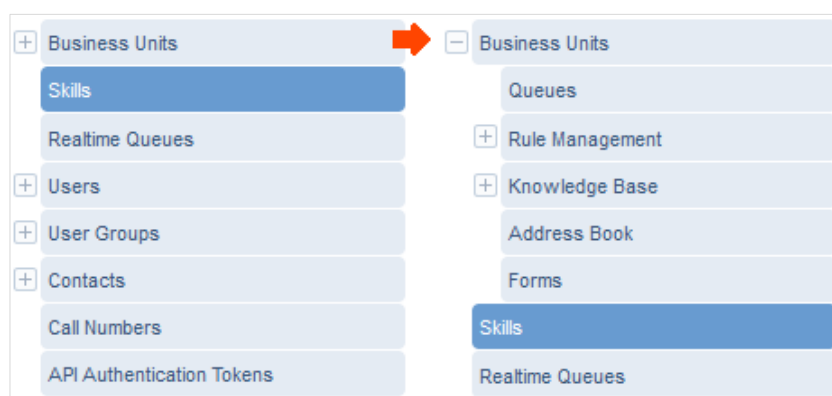 Business Units
Skills
Realtime Queues
Users
User Groups
Contacts
Call Numbers
API Authentication Tokens
Business Units
Queues
Rule Management
Knowledge Base
Address Book
Forms
Skills
Realtime Queues